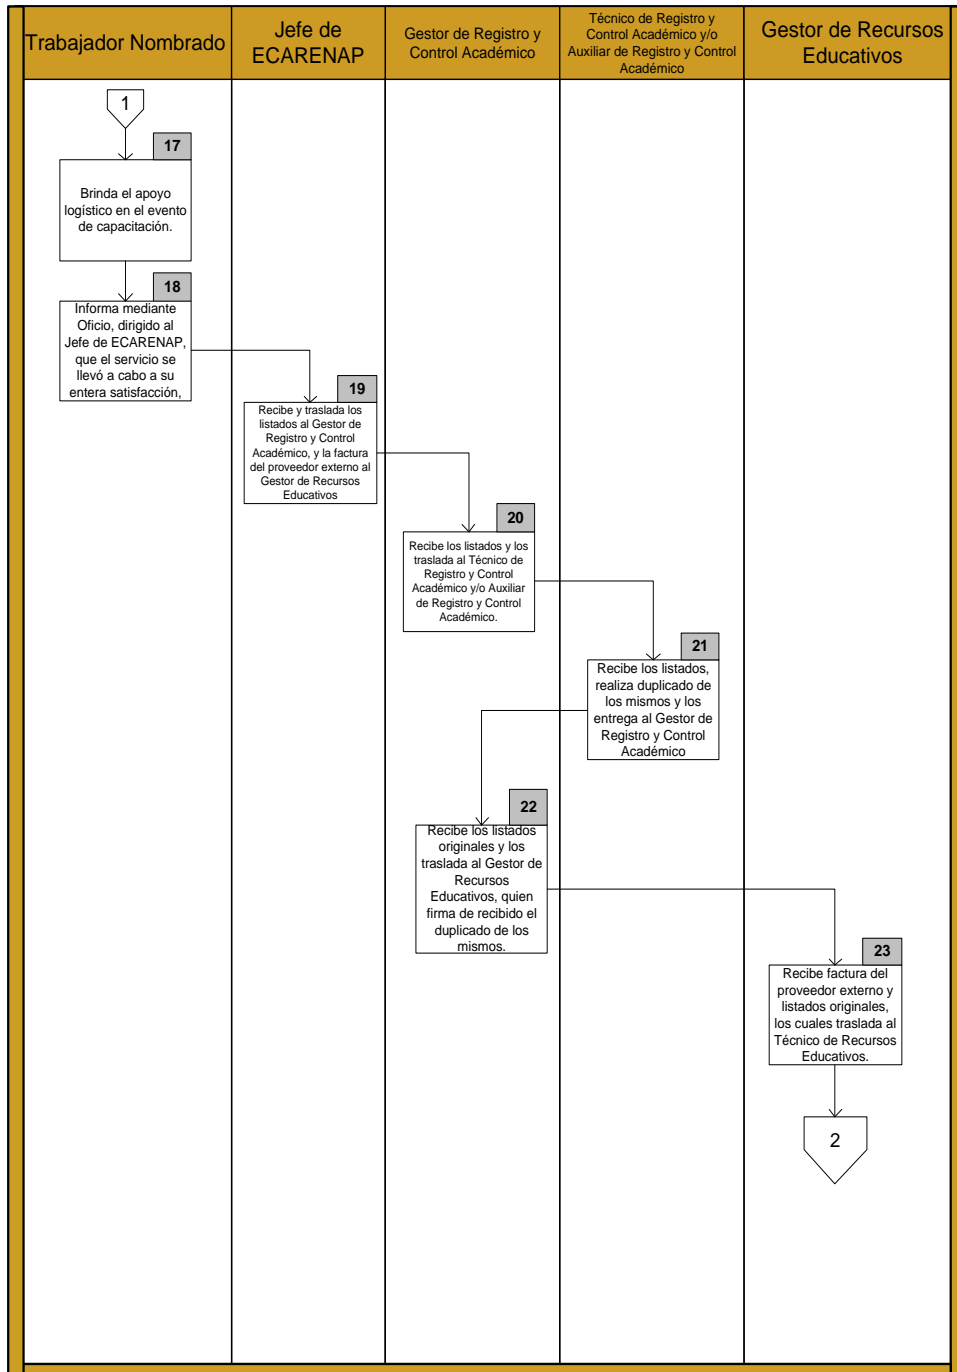 Trabajador Nombrado
Jefe de
ECARENAP
Gestor de Registro y
Control Académico
Técnico de Registro y
Control Académico y/o
Auxiliar de Registro y Control
Académico
Gestor de Recursos
Educativos
1
17
Brinda el apoyo
logístico en el evento
de capacitación.
18
Informa mediante
Oficio, dirigido al
Jefe de ECARENAP,
que el servicio se
llevó a cabo a su
entera satisfacción,
19
Recibe y traslada los
listados al Gestor de
Registro y Control
Académico, y la factura
del proveedor externo al
Gestor de Recursos
Educativos
20
Recibe los listados y los
traslada al Técnico de
Registro y Control
Académico y/o Auxiliar
de Registro y Control
Académico.
21
Recibe los listados,
realiza duplicado de
los mismos y los
entrega al Gestor de
Registro y Control
Académico
22
Recibe los listados
originales y los
traslada al Gestor de
Recursos
Educativos, quien
firma de recibido el
duplicado de los
mismos.
23
Recibe factura del
proveedor externo y
listados originales,
los cuales traslada al
Técnico de Recursos
Educativos.
2